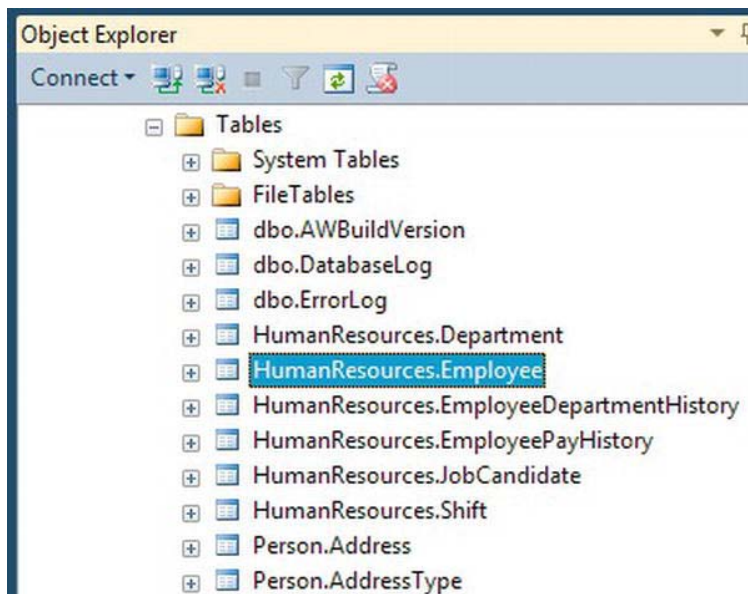 Object Explorer
Connect
Tables
System Tables
FileTables
dbo.AWBuildVersion
dbo.DatabaseLog
dbo.ErrorLog
HumanResources.Department
HumanResources.Employee
HumanResources.EmployeeDepartmentHistory
HumanResources.EmployeePayHistory
HumanResources.JobCandidate
HumanResources.Shift
Person.Address
Person.AddressType